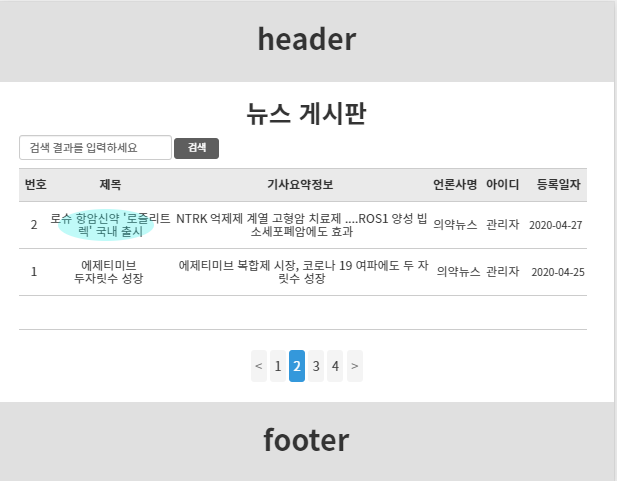 header
뉴스 게시판
검색 결과를 입력하세요 검색
번호 제목 기사요약정보 언론사명 아이디 등록일자
2 로슈 항암신약 '로즐리트렉' 국내 출시 NTRK 억제제 계열 고형암 치료제 ....ROS1 양성 빕소세포폐암에도 효과 의약뉴스 관리자 2020-04-27
1 에제티미브 두자릿수 성장 에제티미브 복합제 시장, 코로나 19 여파에도 두 자릿수 성장 의약뉴스 관리자 2020-04-25
< 1 2 3 4 >
footer